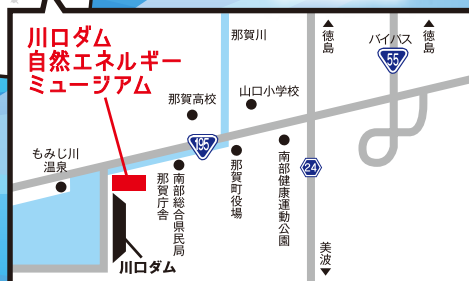 川口ダム
自然エネルギー
ミュージアム
那賀川
徳島
バイパス
徳島
55
那賀高校
山口小学校
195
もみじ川
温泉
南部総合県民局
那賀庁舎
那賀町役場
南部健康運動公園
24
美波
川口ダム